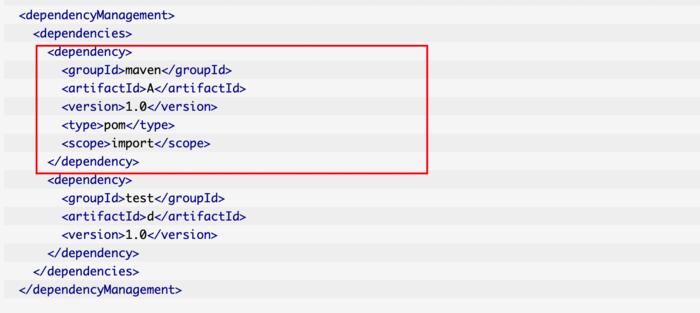 <dependencyManagement>
<dependencies>
<dependency>
<groupId>maven</groupId>
<artifactId>A</artifactId>
<version>1.0</version>
<type>pom</type>
<scope>import</scope>
</dependency>
<dependency>
<groupId>test</groupId>
<artifactId>d</artifactId>
<version>1.0</version>
</dependency>
</dependencies>
</dependencyManagement>